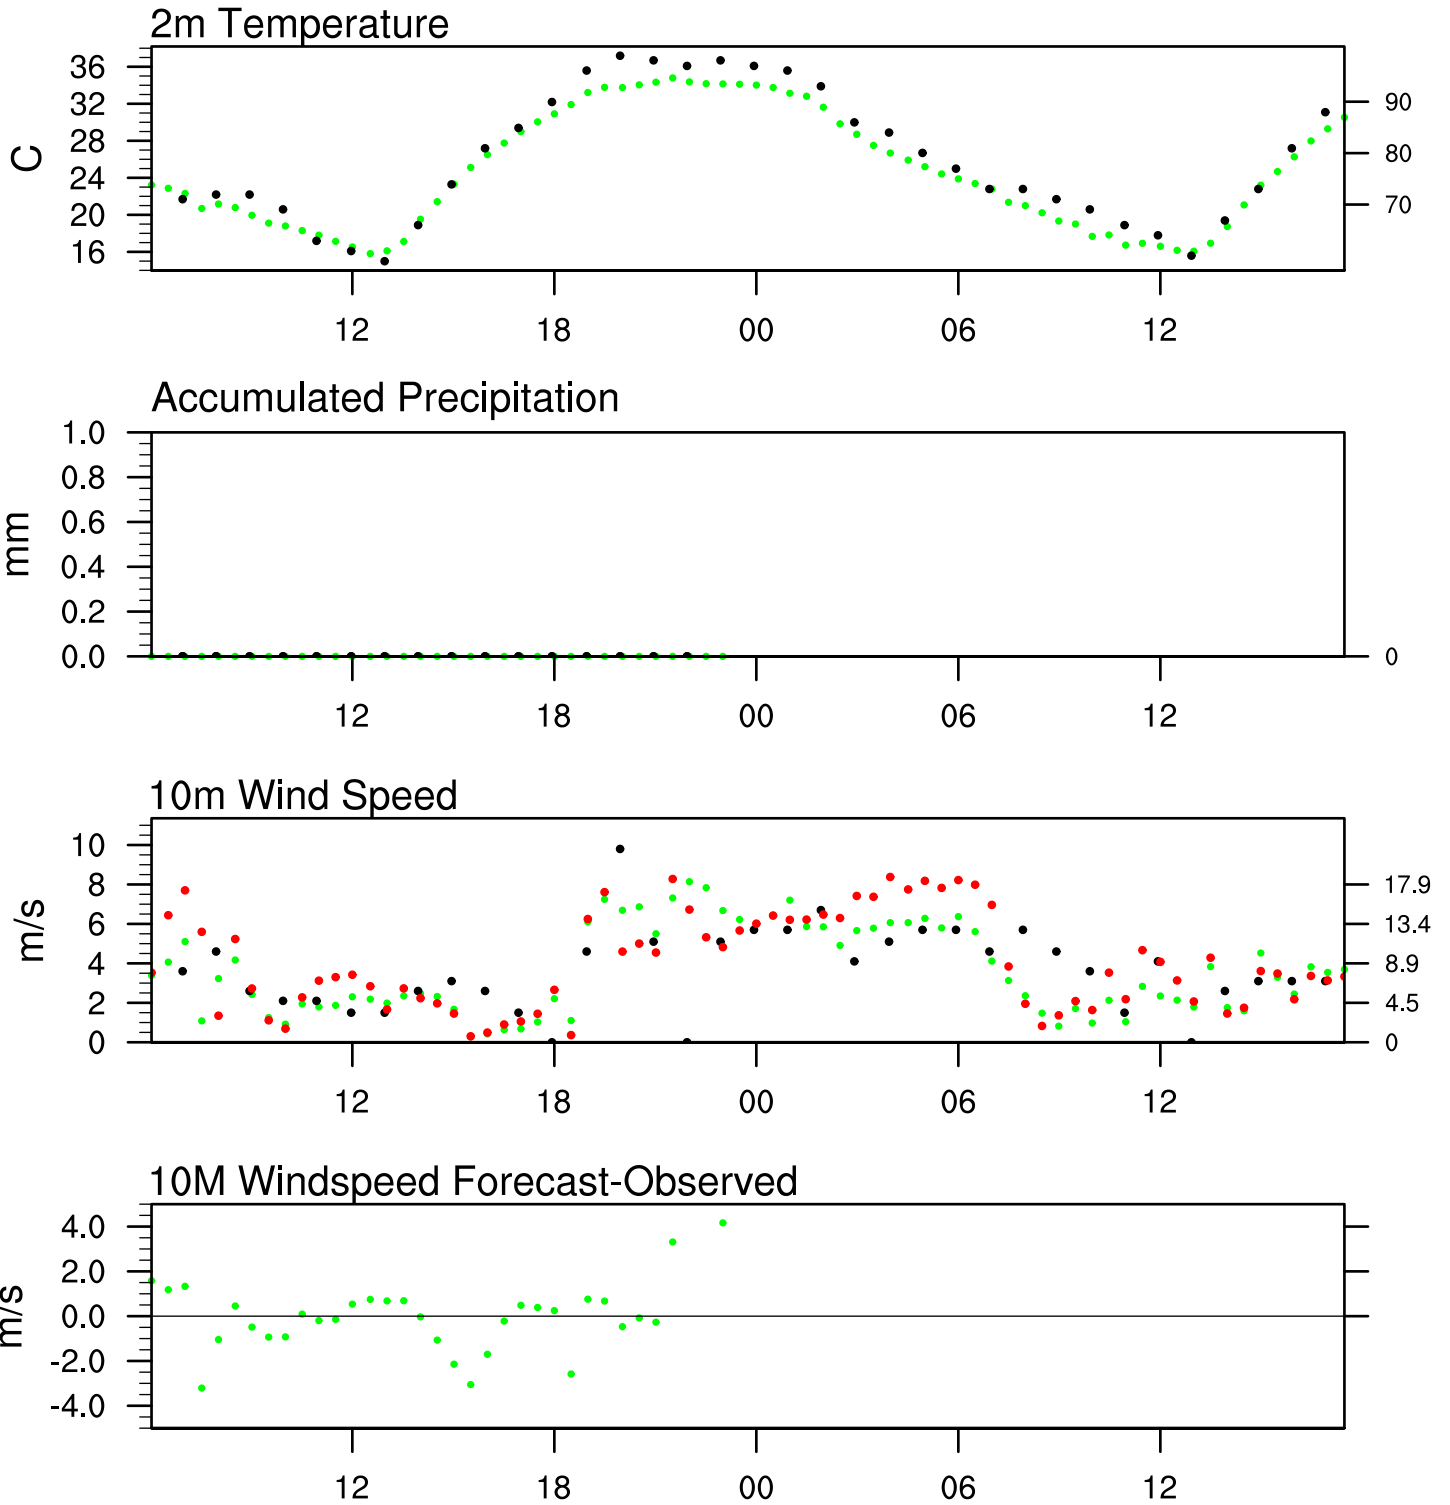 2m Temperature
36
32
28
24
20
16
C
90
80
70
12 18 00 06 12
Accumulated Precipitation
1.0
0.8
0.6
0.4
0.2
0.0
mm
0
12 18 00 06 12
10m Wind Speed
10
8
6
4
2
0
m/s
17.9
13.4
8.9
4.5
0
12 18 00 06 12
10M Windspeed Forecast-Observed
4.0
2.0
0.0
-2.0
-4.0
m/s
12 18 00 06 12